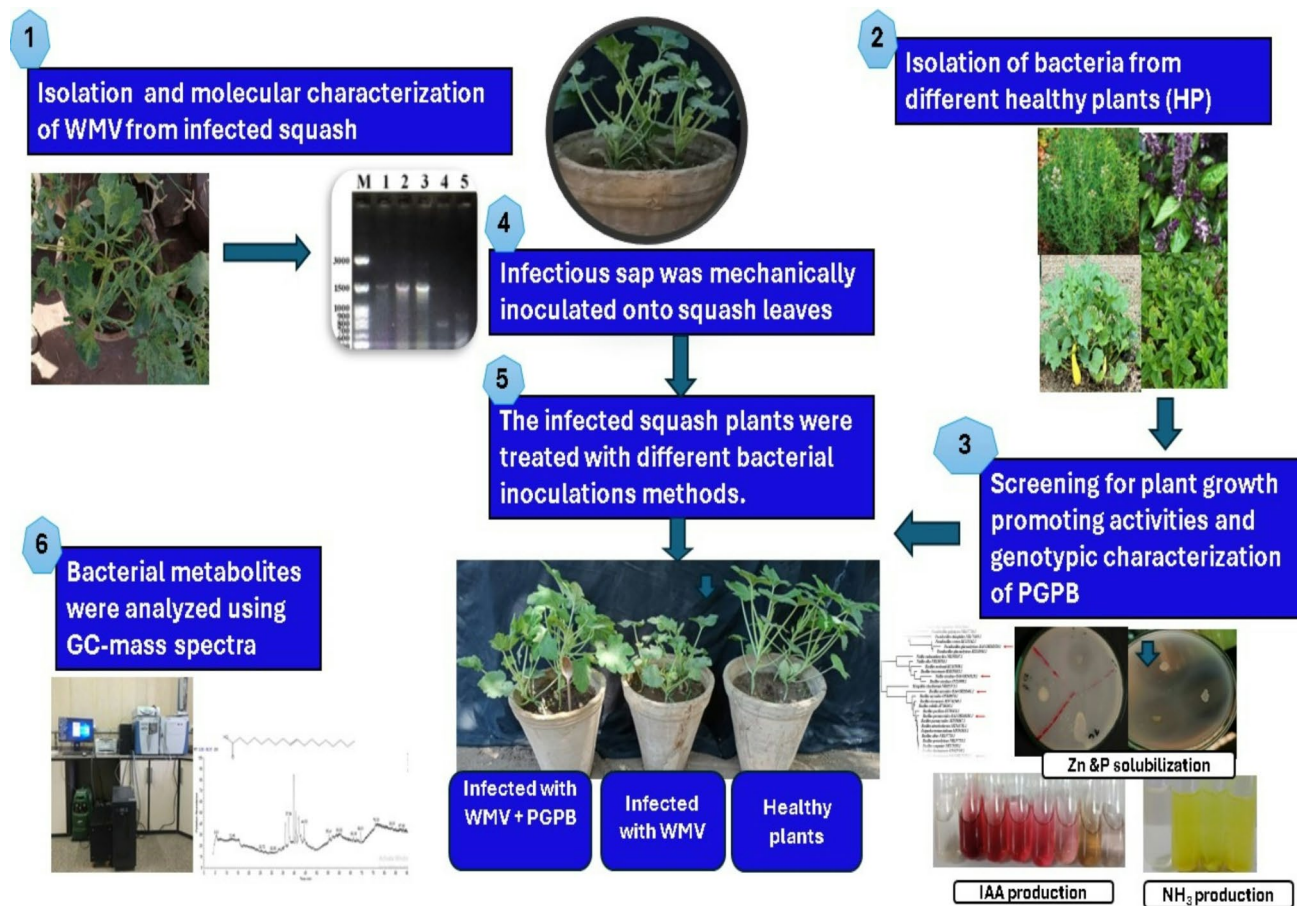 1
Isolation and molecular characterization
of WMV from infected squash
M 1 2 3 4 5
3000
1500
1000
900
800
700
600
2
Isolation of bacteria from
different healthy plants (HP)
4
Infectious sap was mechanically
inoculated onto squash leaves
5
The infected squash plants were
treated with different bacterial
inoculations methods.
3
Screening for plant growth
promoting activities and
genotypic characterization
of PGPB
Zn &P solubilization
IAA production
NH₃ production
Infected with
WMV + PGPB
Infected
with WMV
Healthy
plants
6
Bacterial metabolites
were analyzed using
GC-mass spectra